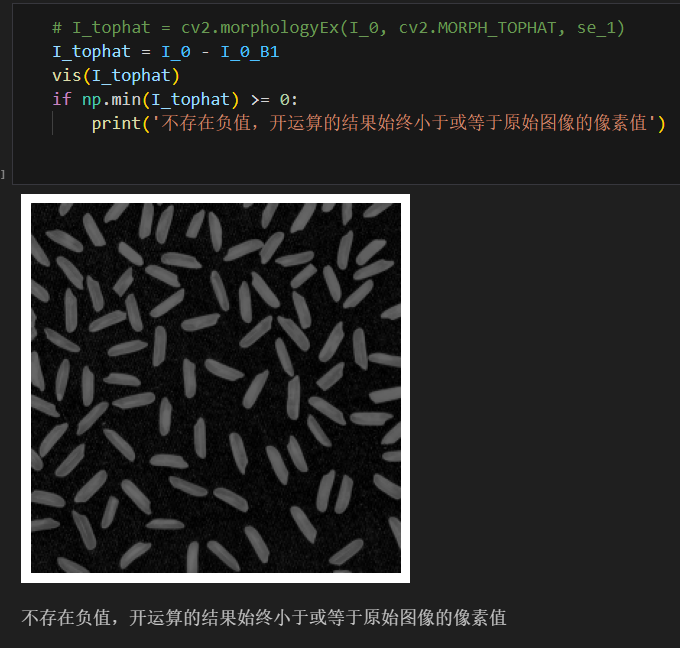 # I_tophat = cv2.morphologyEx(I_0, cv2.MORPH_TOPHAT, se_1)
I_tophat = I_0 - I_0_B1
vis(I_tophat)
if np.min(I_tophat) >= 0:
    print('不存在负值，开运算的结果始终小于或等于原始图像的像素值')
]
不存在负值，开运算的结果始终小于或等于原始图像的像素值